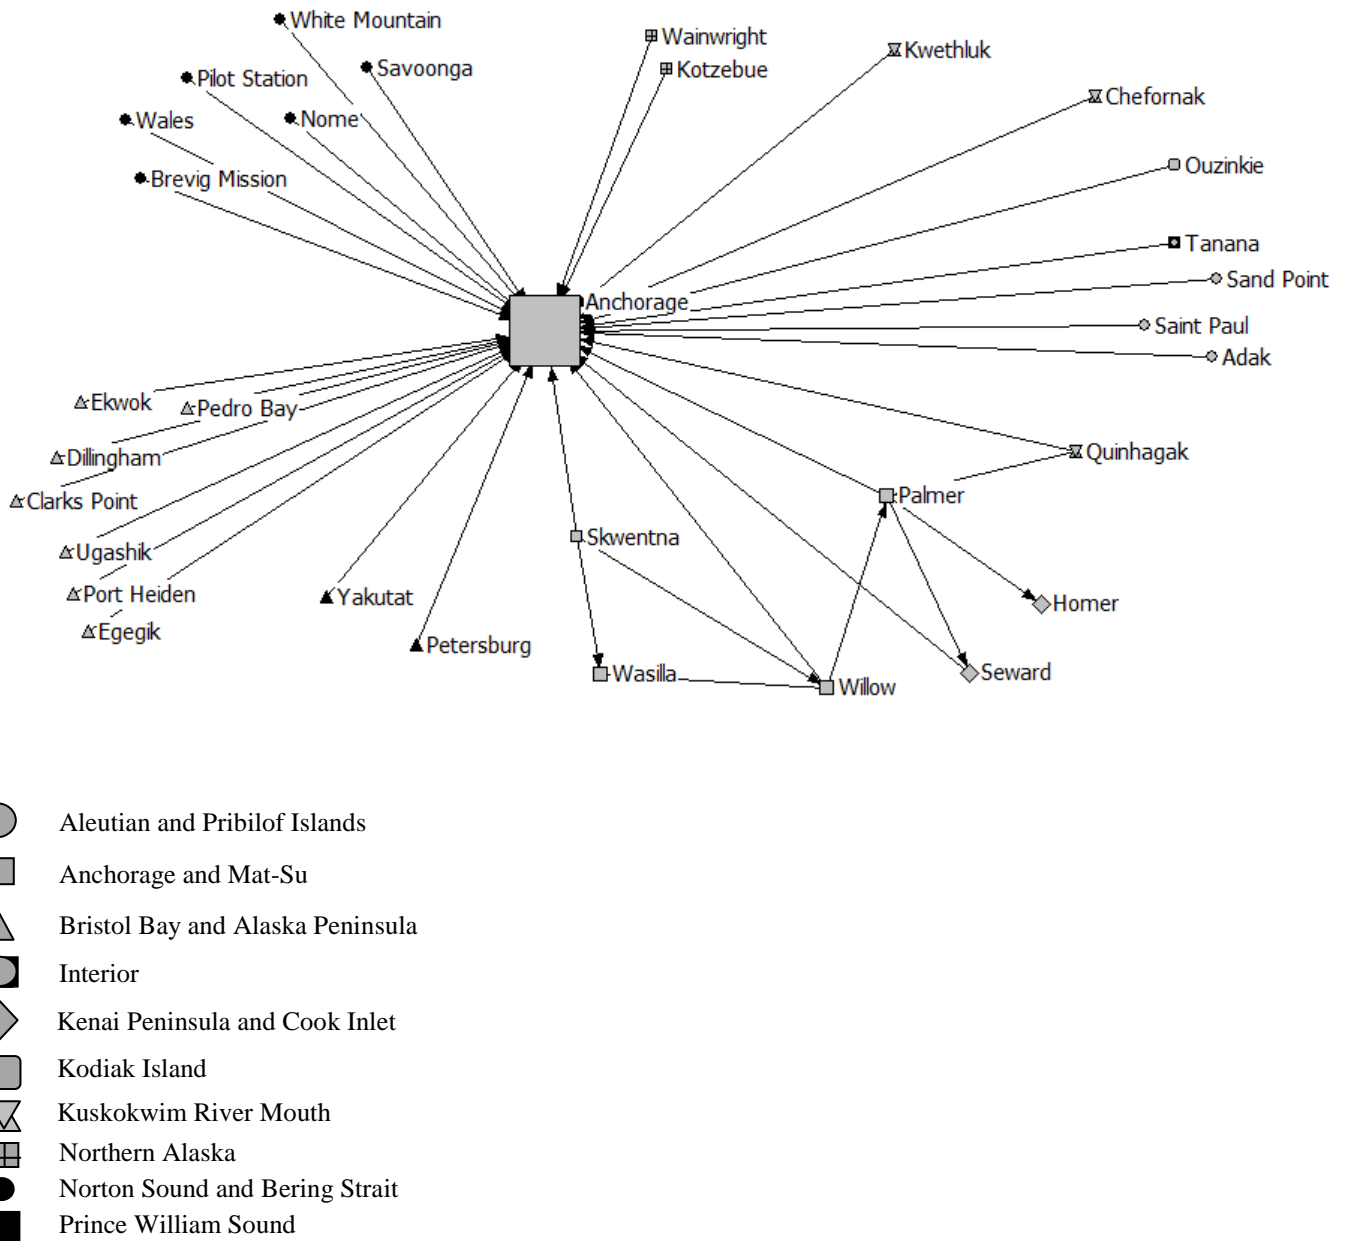 White Mountain
Wainwright
Kwethluk
Savoonga
Kotzebue
Pilot Station
Chefornak
Wales
Nome
Ouzinkie
Brevig Mission
Tanana
Sand Point
Anchorage
Saint Paul
Adak
Ekwok
Pedro Bay
Dillingham
Quinhagak
Clarks Point
Palmer
Skwentna
Ugashik
Port Heiden
Yakutat
Homer
Egegik
Petersburg
Wasilla
Willow
Seward
Aleutian and Pribilof Islands
Anchorage and Mat-Su
Bristol Bay and Alaska Peninsula
Interior
Kenai Peninsula and Cook Inlet
Kodiak Island
Kuskokwim River Mouth
Northern Alaska
Norton Sound and Bering Strait
Prince William Sound